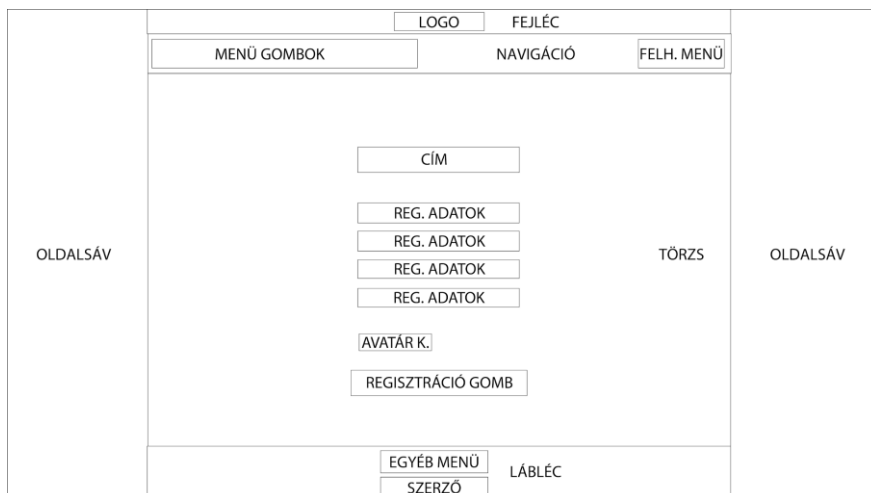 LOGO FEJLÉC
MENÜ GOMBOK NAVIGÁCIÓ FELH. MENÜ
CÍM
REG. ADATOK
REG. ADATOK
REG. ADATOK
REG. ADATOK
OLDALSÁV TÖRZS OLDALSÁV
AVATÁR K.
REGISZTRÁCIÓ GOMB
EGYÉB MENÜ
LÁBLÉC
SZERZŐ